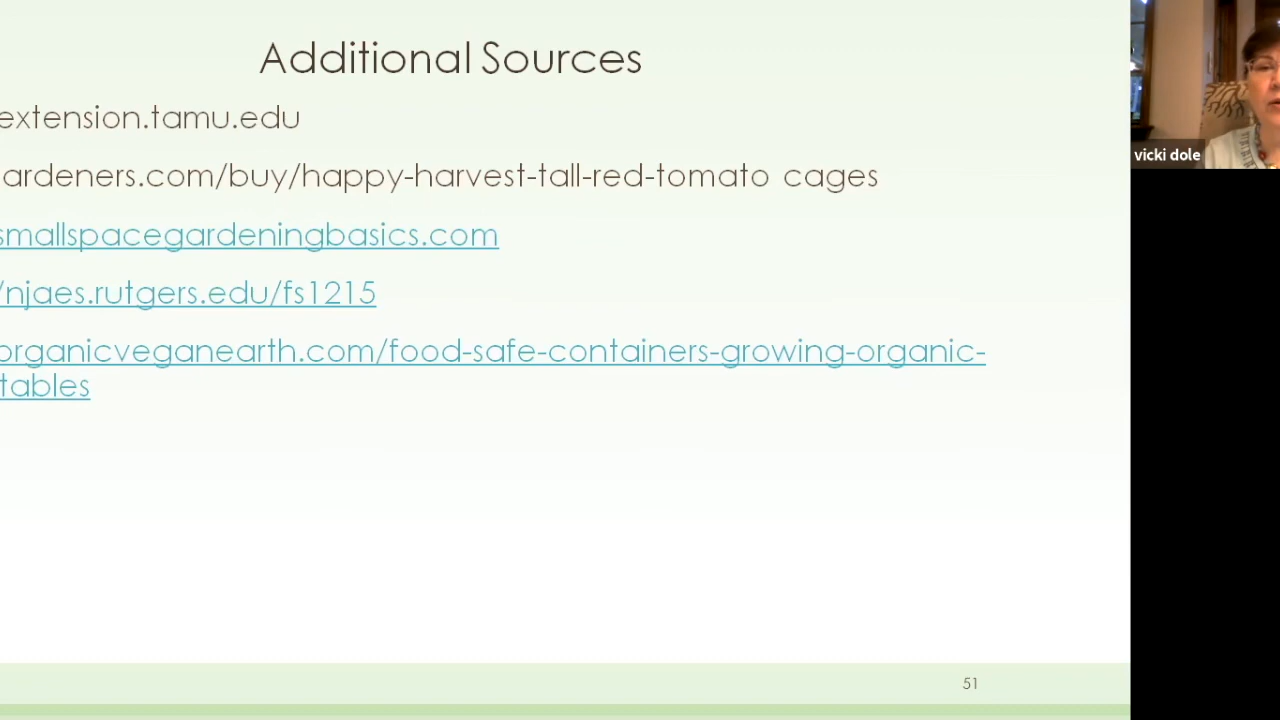 Additional Sources
extension.tamu.edu
ardeners.com/buy/happy-harvest-tall-red-tomato cages
smallspacegardeningbasics.com
/njaes.rutgers.edu/fs1215
organicveganearth.com/food-safe-containers-growing-organic-
tables
vicki dole
51